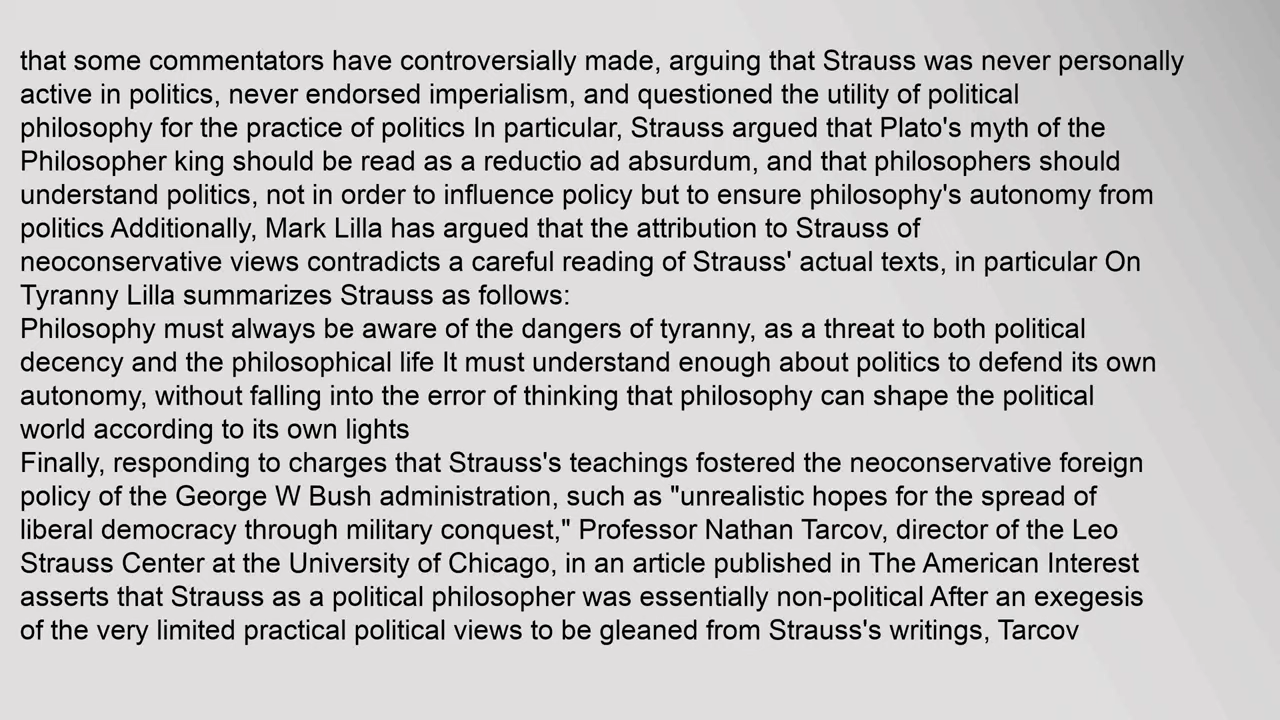 that some commentators have controversially made, arguing that Strauss was never personally
active in politics, never endorsed imperialism, and questioned the utility of political
philosophy for the practice of politics In particular, Strauss argued that Plato's myth of the
Philosopher king should be read as a reductio ad absurdum, and that philosophers should
understand politics, not in order to influence policy but to ensure philosophy's autonomy from
politics Additionally, Mark Lilla has argued that the attribution to Strauss of
neoconservative views contradicts a careful reading of Strauss' actual texts, in particular On
Tyranny Lilla summarizes Strauss as follows:
Philosophy must always be aware of the dangers of tyranny, as a threat to both political
decency and the philosophical life It must understand enough about politics to defend its own
autonomy, without falling into the error of thinking that philosophy can shape the political
world according to its own lights
Finally, responding to charges that Strauss's teachings fostered the neoconservative foreign
policy of the George W Bush administration, such as "unrealistic hopes for the spread of
liberal democracy through military conquest," Professor Nathan Tarcov, director of the Leo
Strauss Center at the University of Chicago, in an article published in The American Interest
asserts that Strauss as a political philosopher was essentially non-political After an exegesis
of the very limited practical political views to be gleaned from Strauss's writings, Tarcov